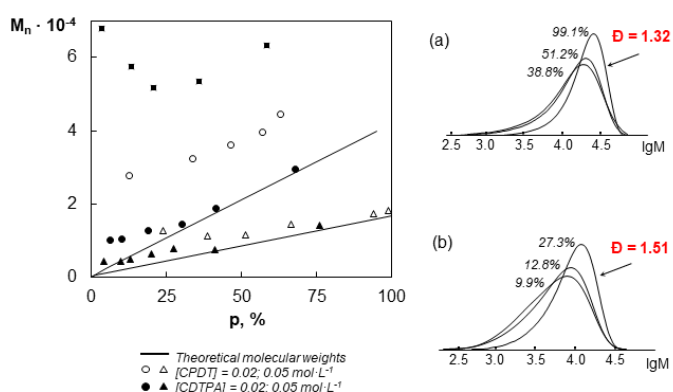 Mₙ · 10⁻⁴
6
4
2
0
0
25
50
75
100
p, %
Theoretical molecular weights
[CPDT] = 0.02; 0.05 mol·L⁻¹
[CDTPA] = 0.02; 0.05 mol·L⁻¹
(a)
99.1%
51.2%
38.8%
Đ = 1.32
2.5 3.0 3.5 4.0 4.5 lgM
(b)
27.3%
12.8%
9.9%
Đ = 1.51
2.5 3.0 3.5 4.0 4.5 lgM